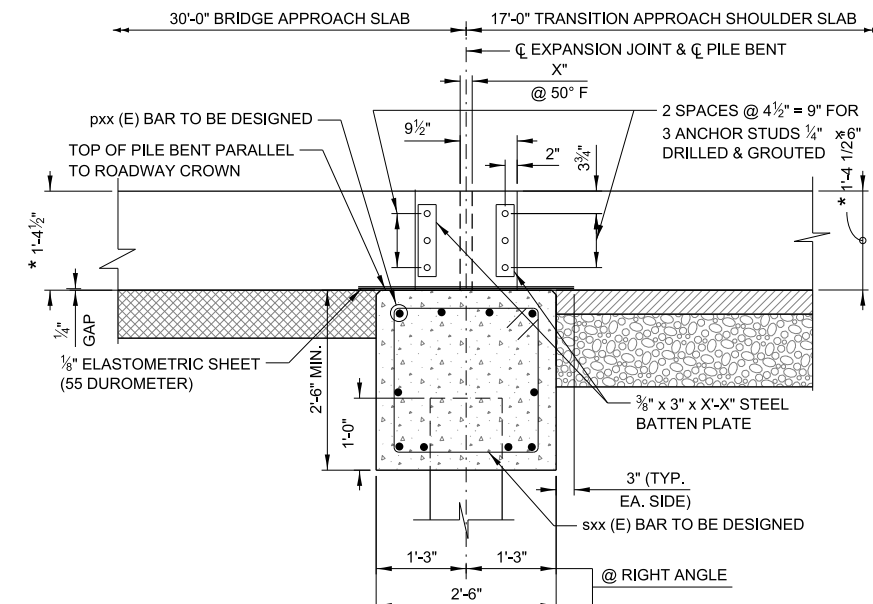 30'-0" BRIDGE APPROACH SLAB
17'-0" TRANSITION APPROACH SHOULDER SLAB
℄ EXPANSION JOINT & ℄ PILE BENT
X"
@ 50° F
pxx (E) BAR TO BE DESIGNED
9½"
2 SPACES @ 4½" = 9" FOR
3 ANCHOR STUDS ¼" x 6"
DRILLED & GROUTED
TOP OF PILE BENT PARALLEL
TO ROADWAY CROWN
2"
3¾"
* 1'-4 1/2"
* 1'-4½"
¼"
GAP
⅛" ELASTOMETRIC SHEET
(55 DUROMETER)
2'-6" MIN.
1'-0"
⅜" x 3" x X'-X" STEEL
BATTEN PLATE
3" (TYP.
EA. SIDE)
sxx (E) BAR TO BE DESIGNED
1'-3"
1'-3"
@ RIGHT ANGLE
2'-6"